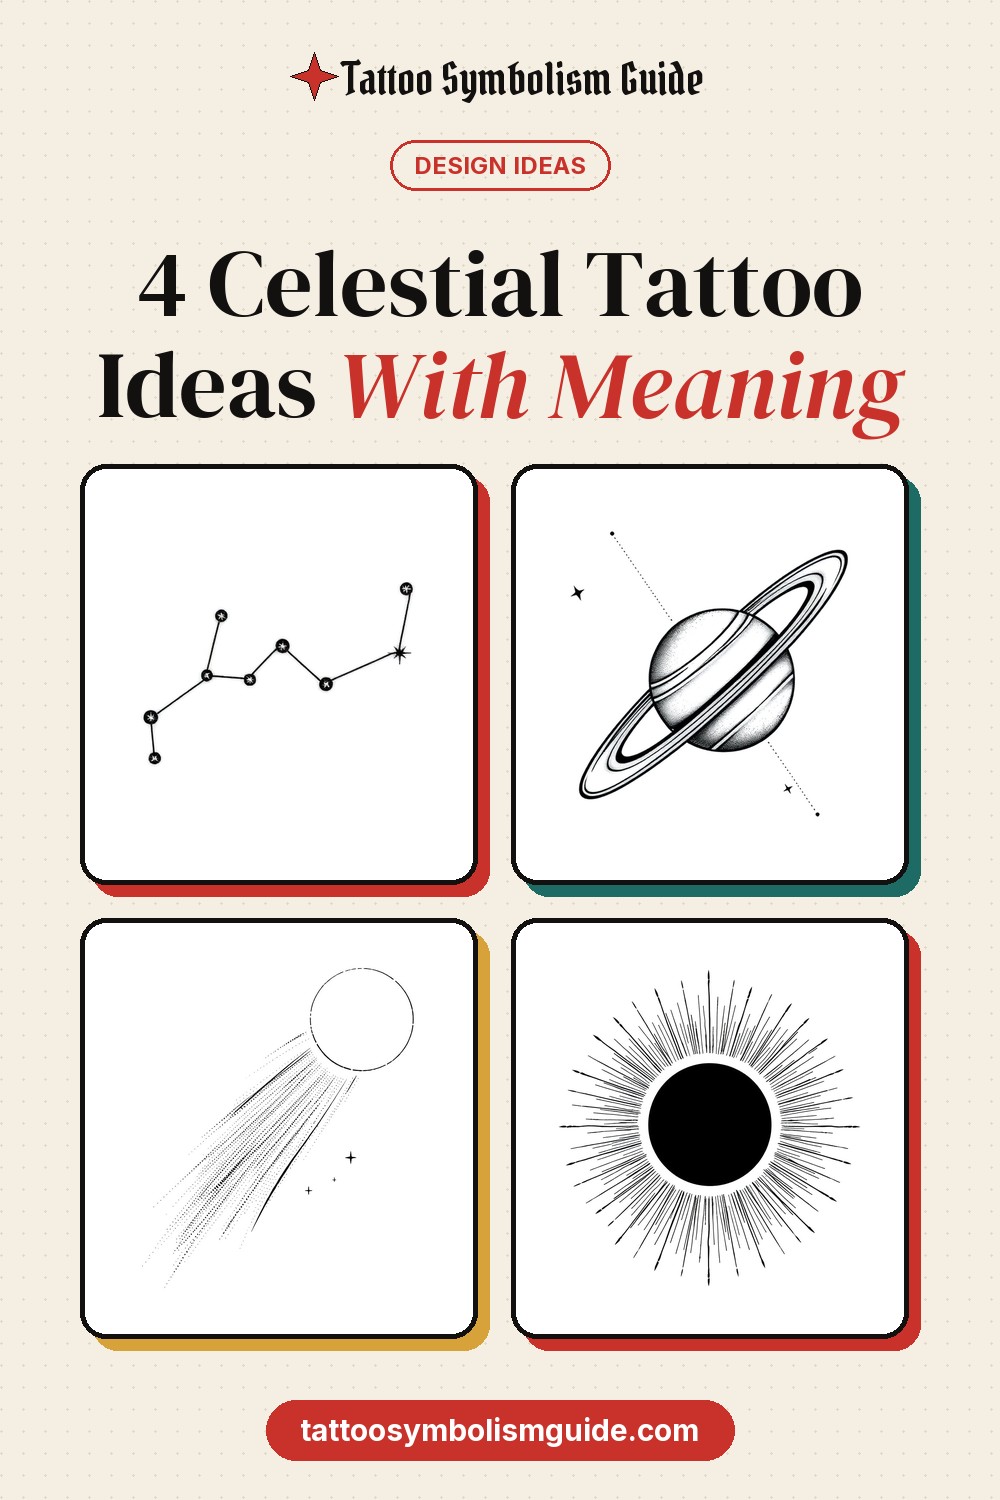 Tattoo Symbolism Guide
DESIGN IDEAS
4 Celestial Tattoo
Ideas With Meaning
tattoosymbolismguide.com